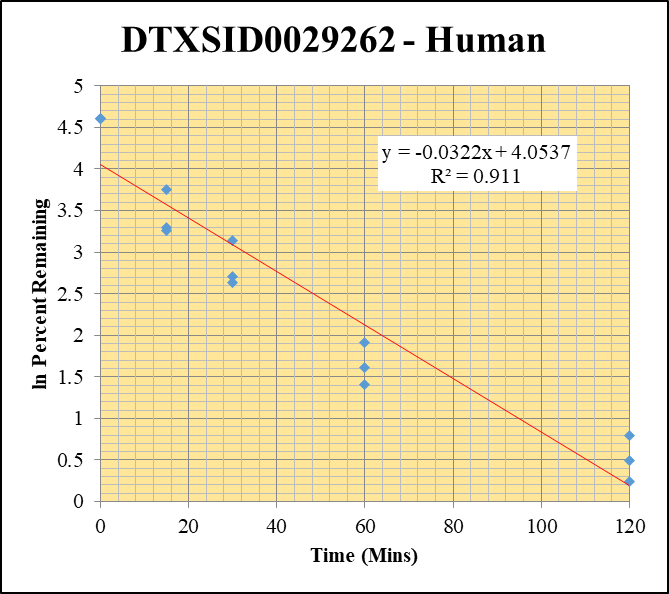 DTXSID0029262 - Human
5
4.5
4
3.5
3
2.5
2
1.5
1
0.5
0
ln Percent Remaining
y = -0.0322x + 4.0537
R² = 0.911
0 20 40 60 80 100 120
Time (Mins)